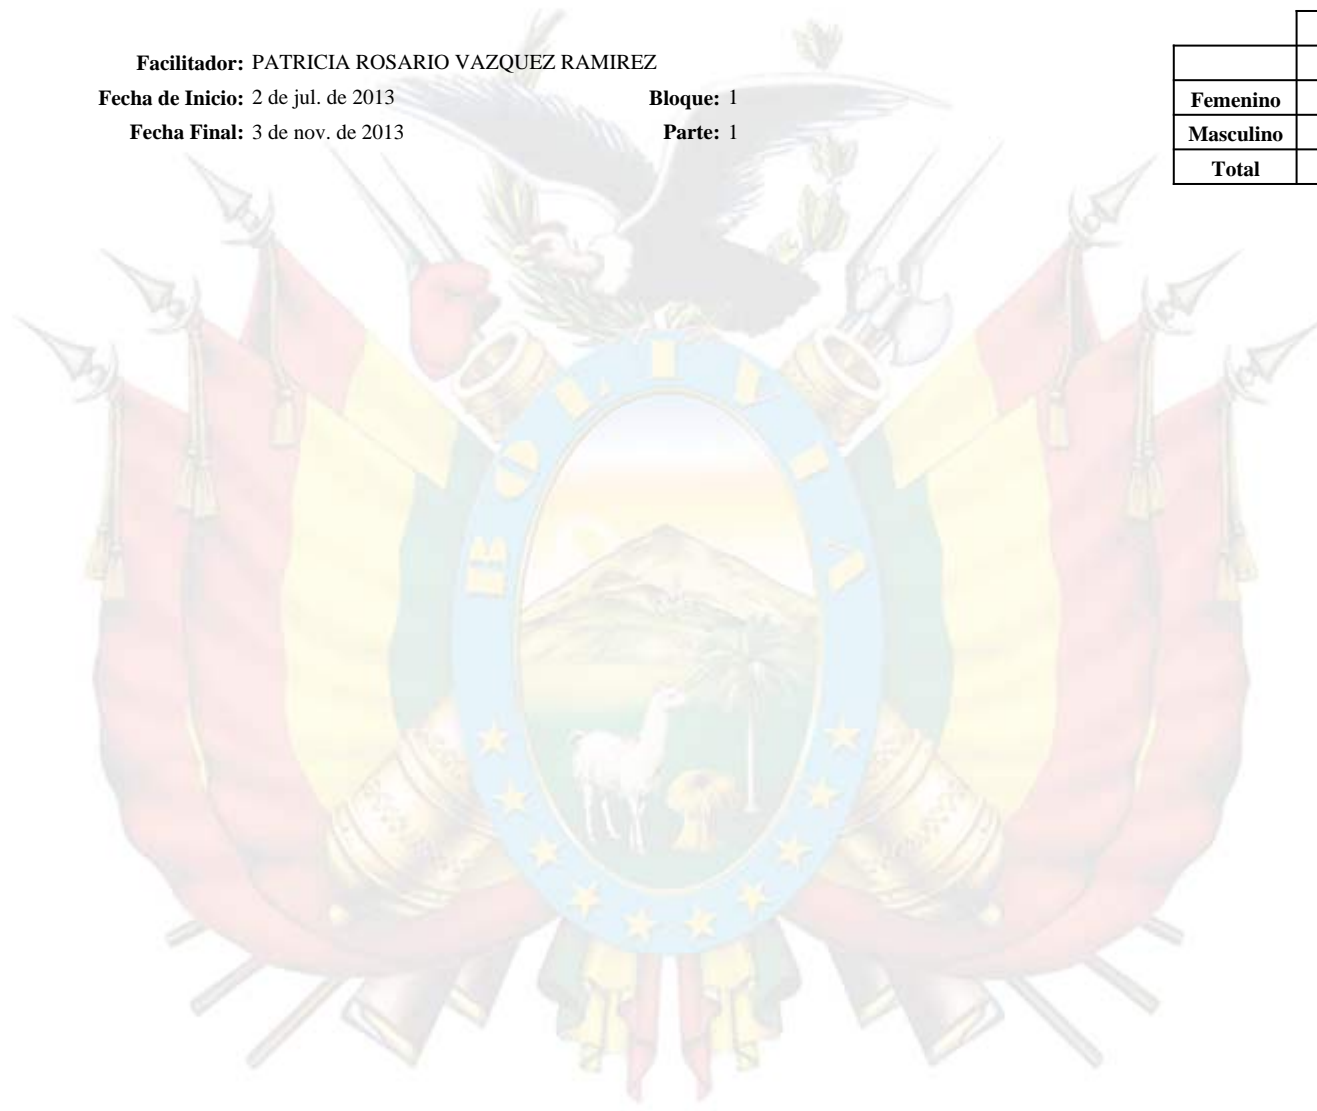 Facilitador: PATRICIA ROSARIO VAZQUEZ RAMIREZ
Fecha de Inicio: 2 de jul. de 2013 Bloque: 1
Fecha Final: 3 de nov. de 2013 Parte: 1
Femenino
Masculino
Total
BOLIVIA